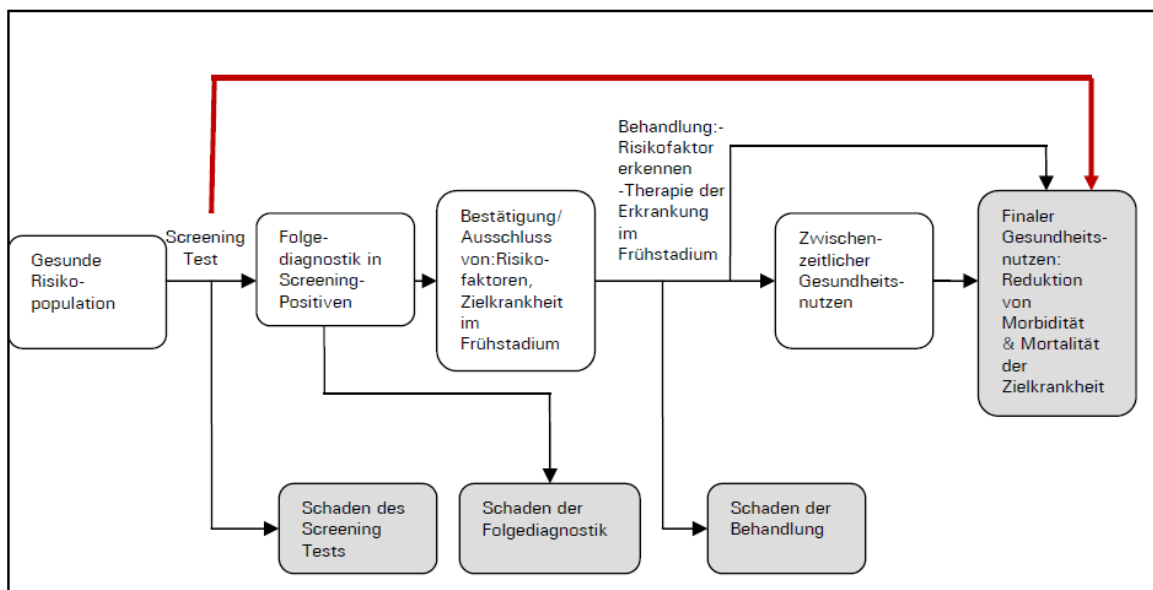 Gesunde
Risiko-
population
Screening
Test
Folge-
diagnostik in
Screening-
Positiven
Bestätigung/
Ausschluss
von:Risiko-
faktoren,
Zielkrankheit
im
Frühstadium
Behandlung:-
Risikofaktor
erkennen
-Therapie der
Erkrankung
im
Frühstadium
Zwischen-
zeitlicher
Gesundheits-
nutzen
Finaler
Gesundheits-
nutzen:
Reduktion
von
Morbidität
& Mortalität
der
Zielkrankheit
Schaden des
Screening
Tests
Schaden der
Folgediagnostik
Schaden der
Behandlung